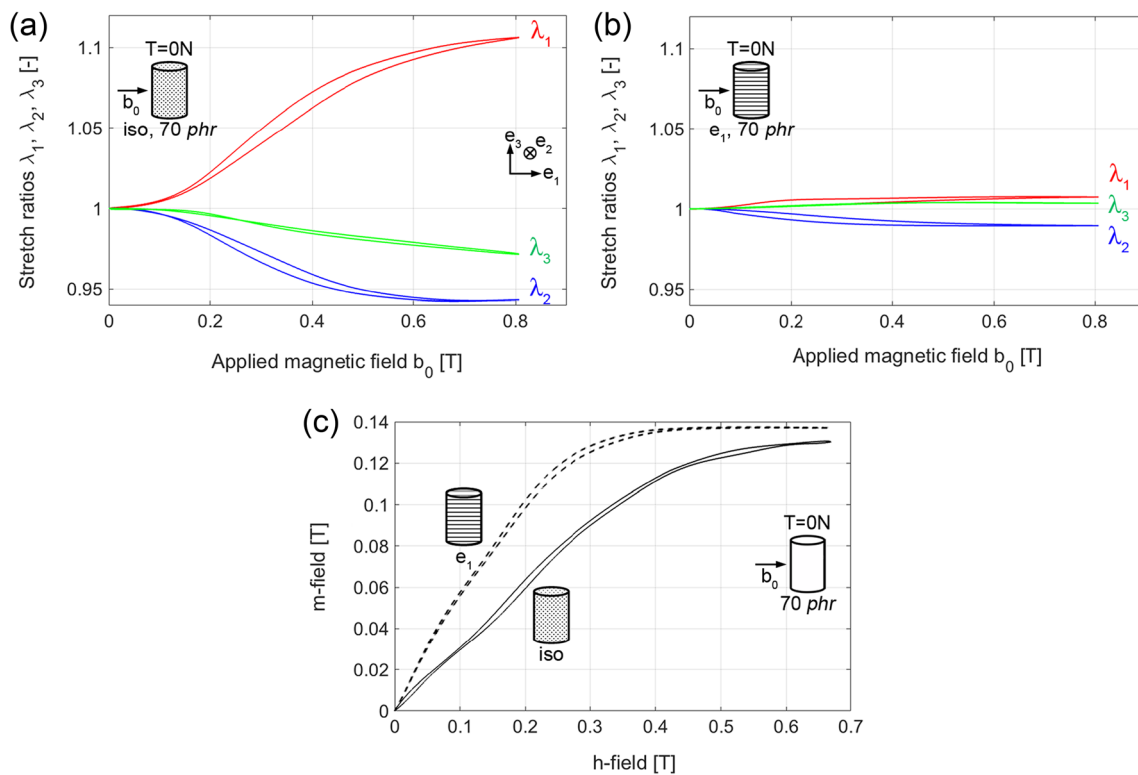 (a)
Stretch ratios λ₁, λ₂, λ₃ [-]
1.1
1.05
1
0.95
T=0N
b₀
iso, 70 phr
λ₁
e₃
e₂
e₁
λ₃
λ₂
0
0.2
0.4
0.6
0.8
Applied magnetic field b₀ [T]
(b)
Stretch ratios λ₁, λ₂, λ₃ [-]
1.1
1.05
1
0.95
T=0N
b₀
e₁, 70 phr
λ₁
λ₃
λ₂
0
0.2
0.4
0.6
0.8
Applied magnetic field b₀ [T]
(c)
m-field [T]
0.14
0.12
0.1
0.08
0.06
0.04
0.02
0
e₁
iso
T=0N
b₀
70 phr
0
0.1
0.2
0.3
0.4
0.5
0.6
0.7
h-field [T]